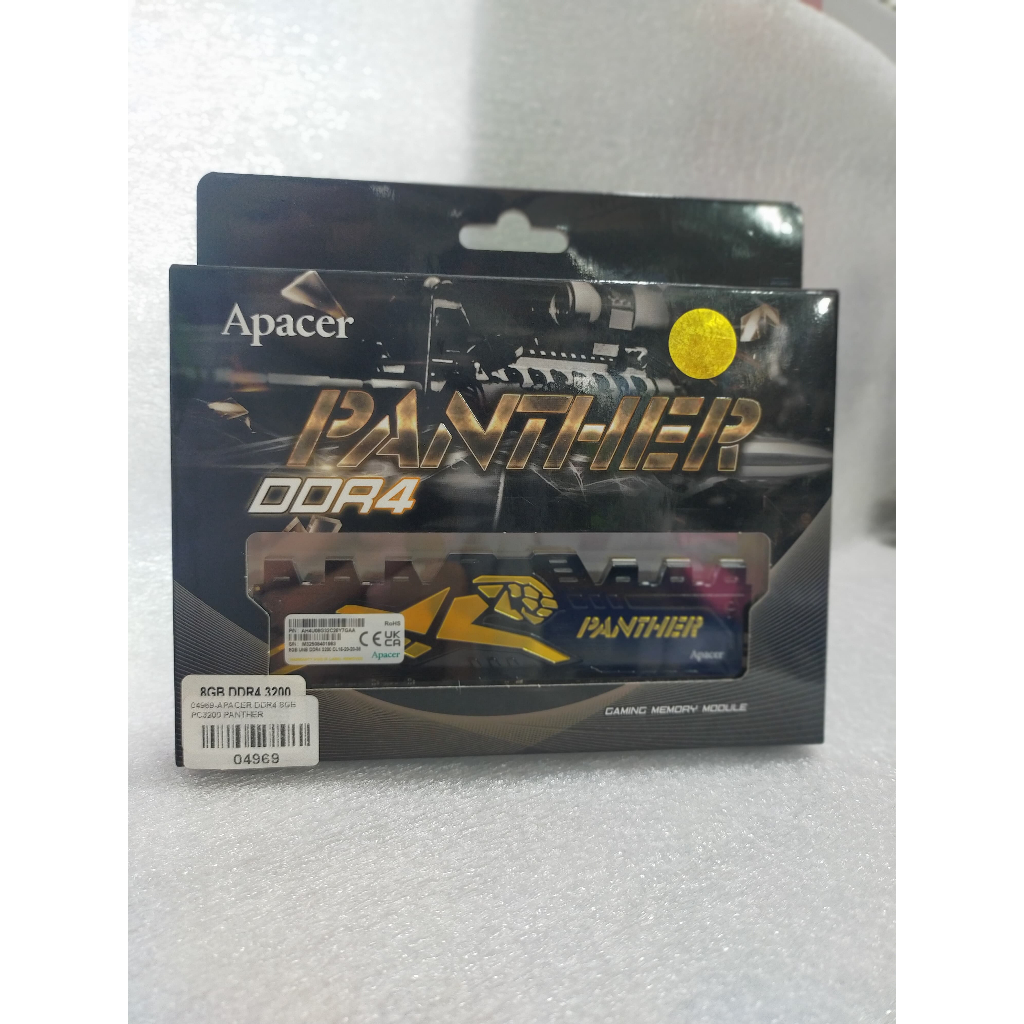 Apacer
PANTHER
DDR4
RoHS
CE UK CA
Apacer
PANTHER
Apacer
8GB DDR4 3200
04969-APACER DDR4 8GB
PC3200 PANTHER
04969
GAMING MEMORY MODULE